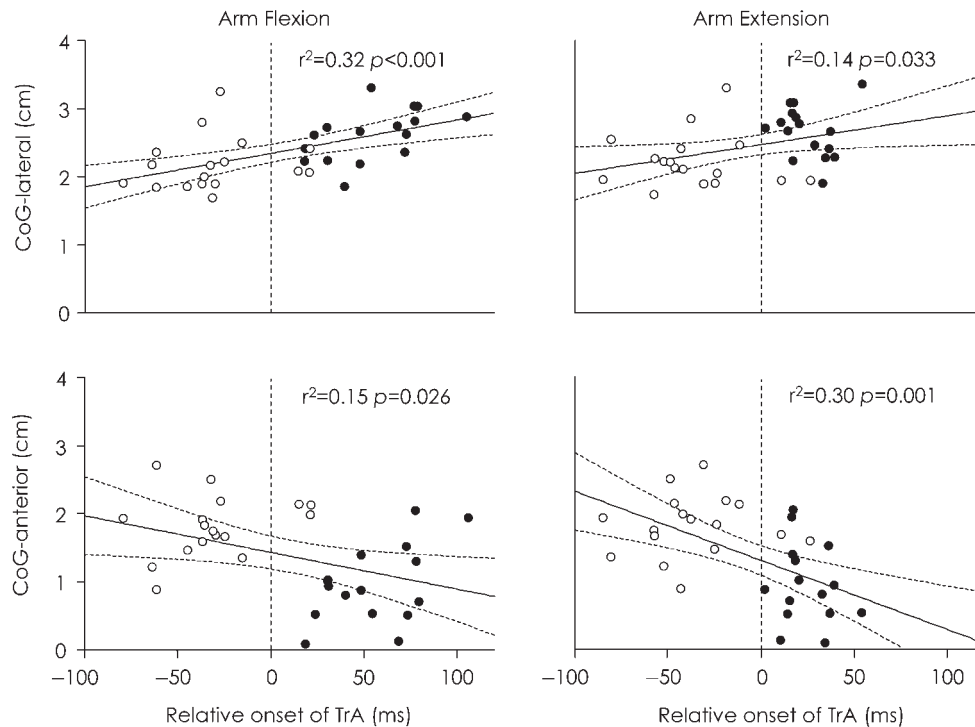 Arm Flexion
Arm Extension
4
3
2
1
0
CoG-lateral (cm)
r²=0.32 p<0.001
r²=0.14 p=0.033
4
3
2
1
0
CoG-anterior (cm)
r²=0.15 p=0.026
r²=0.30 p=0.001
−100 −50 0 50 100
−100 −50 0 50 100
Relative onset of TrA (ms)
Relative onset of TrA (ms)